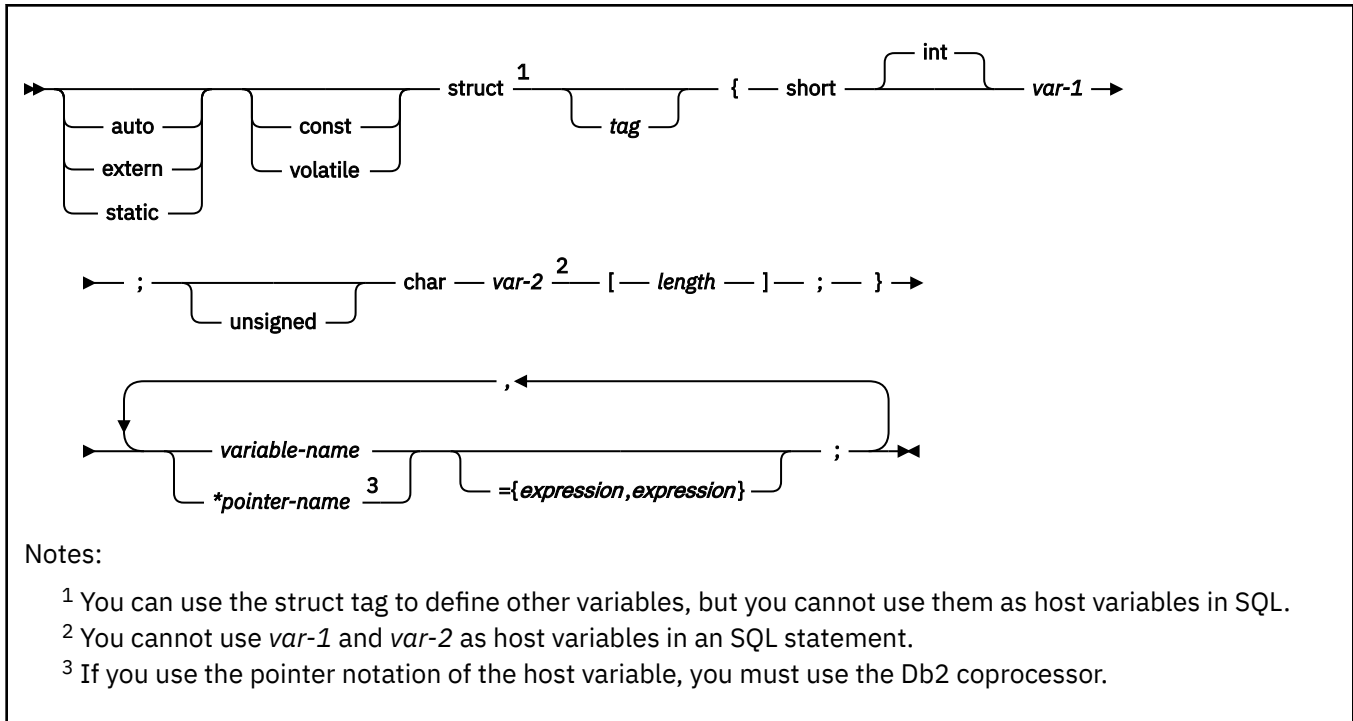 int
struct 1 { short var-1
auto const tag
extern volatile
static
; char var-2 2 [ length ] ; }
unsigned
,
variable-name ;
*pointer-name 3 ={expression,expression}
Notes:
1 You can use the struct tag to define other variables, but you cannot use them as host variables in SQL.
2 You cannot use var-1 and var-2 as host variables in an SQL statement.
3 If you use the pointer notation of the host variable, you must use the Db2 coprocessor.